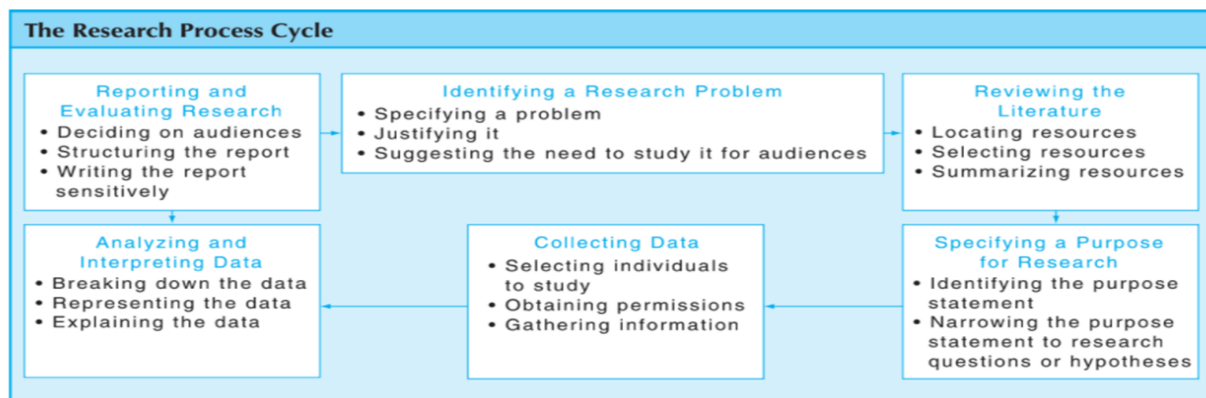 The Research Process Cycle
Reporting and
Evaluating Research
• Deciding on audiences
• Structuring the report
• Writing the report
sensitively
Identifying a Research Problem
• Specifying a problem
• Justifying it
• Suggesting the need to study it for audiences
Reviewing the
Literature
• Locating resources
• Selecting resources
• Summarizing resources
Analyzing and
Interpreting Data
• Breaking down the data
• Representing the data
• Explaining the data
Collecting Data
• Selecting individuals
to study
• Obtaining permissions
• Gathering information
Specifying a Purpose
for Research
• Identifying the purpose
statement
• Narrowing the purpose
statement to research
questions or hypotheses